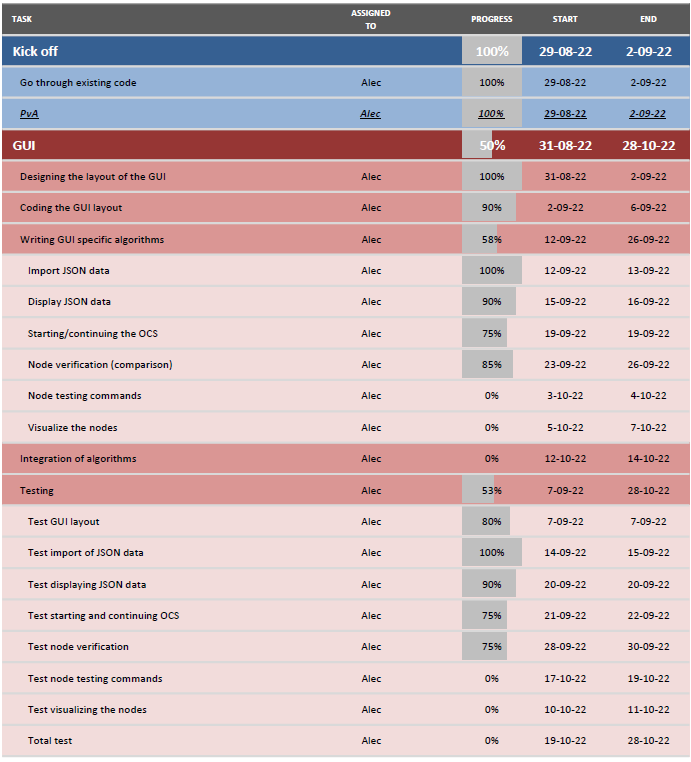 TASK ASSIGNED TO PROGRESS START END
Kick off 100% 29-08-22 2-09-22
Go through existing code Alec 100% 29-08-22 2-09-22
PvA Alec 100% 29-08-22 2-09-22
GUI 50% 31-08-22 28-10-22
Designing the layout of the GUI Alec 100% 31-08-22 2-09-22
Coding the GUI layout Alec 90% 2-09-22 6-09-22
Writing GUI specific algorithms Alec 58% 12-09-22 26-09-22
Import JSON data Alec 100% 12-09-22 13-09-22
Display JSON data Alec 90% 15-09-22 16-09-22
Starting/continuing the OCS Alec 75% 19-09-22 19-09-22
Node verification (comparison) Alec 85% 23-09-22 26-09-22
Node testing commands Alec 0% 3-10-22 4-10-22
Visualize the nodes Alec 0% 5-10-22 7-10-22
Integration of algorithms Alec 0% 12-10-22 14-10-22
Testing Alec 53% 7-09-22 28-10-22
Test GUI layout Alec 80% 7-09-22 7-09-22
Test import of JSON data Alec 100% 14-09-22 15-09-22
Test displaying JSON data Alec 90% 20-09-22 20-09-22
Test starting and continuing OCS Alec 75% 21-09-22 22-09-22
Test node verification Alec 75% 28-09-22 30-09-22
Test node testing commands Alec 0% 17-10-22 19-10-22
Test visualizing the nodes Alec 0% 10-10-22 11-10-22
Total test Alec 0% 19-10-22 28-10-22